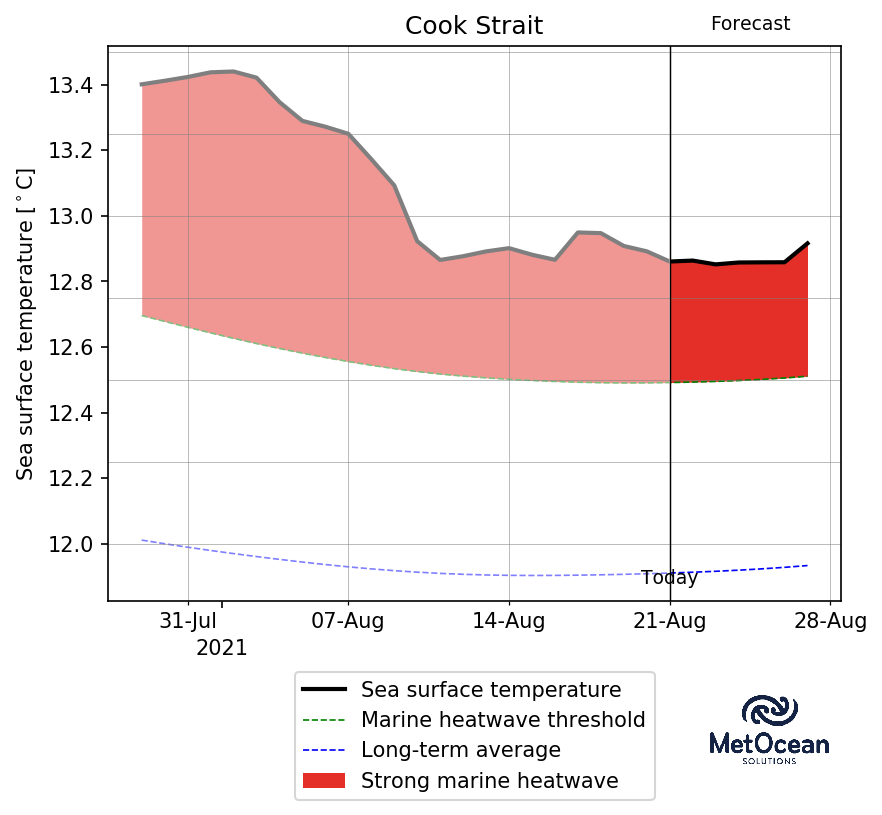 Cook Strait
Forecast
Sea surface temperature [°C]
13.4
13.2
13.0
12.8
12.6
12.4
12.2
12.0
Today
31-Jul 07-Aug 14-Aug 21-Aug 28-Aug
2021
Sea surface temperature
Marine heatwave threshold
Long-term average
Strong marine heatwave
MetOcean
SOLUTIONS